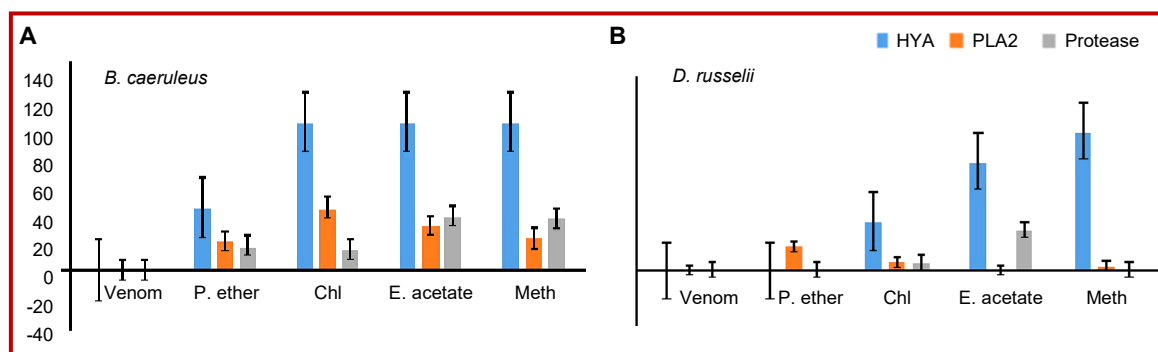 A
B
HYA PLA2 Protease
B. caeruleus
D. russelii
140
120
100
80
60
40
20
0
-20
-40
Venom P. ether Chl E. acetate Meth
Venom P. ether Chl E. acetate Meth